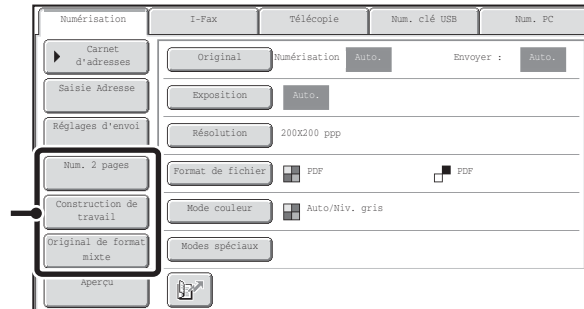 Numérisation I-Fax Télécopie Num. clé USB Num. PC
Carnet
d'adresses
Original Numérisation Auto. Envoyer : Auto.
Saisie Adresse
Exposition Auto.
Réglages d'envoi
Résolution 200X200 ppp
Num. 2 pages
Format de fichier PDF PDF
Construction de
travail
Mode couleur Auto/Niv. gris
Original de format
mixte
Modes spéciaux
Aperçu